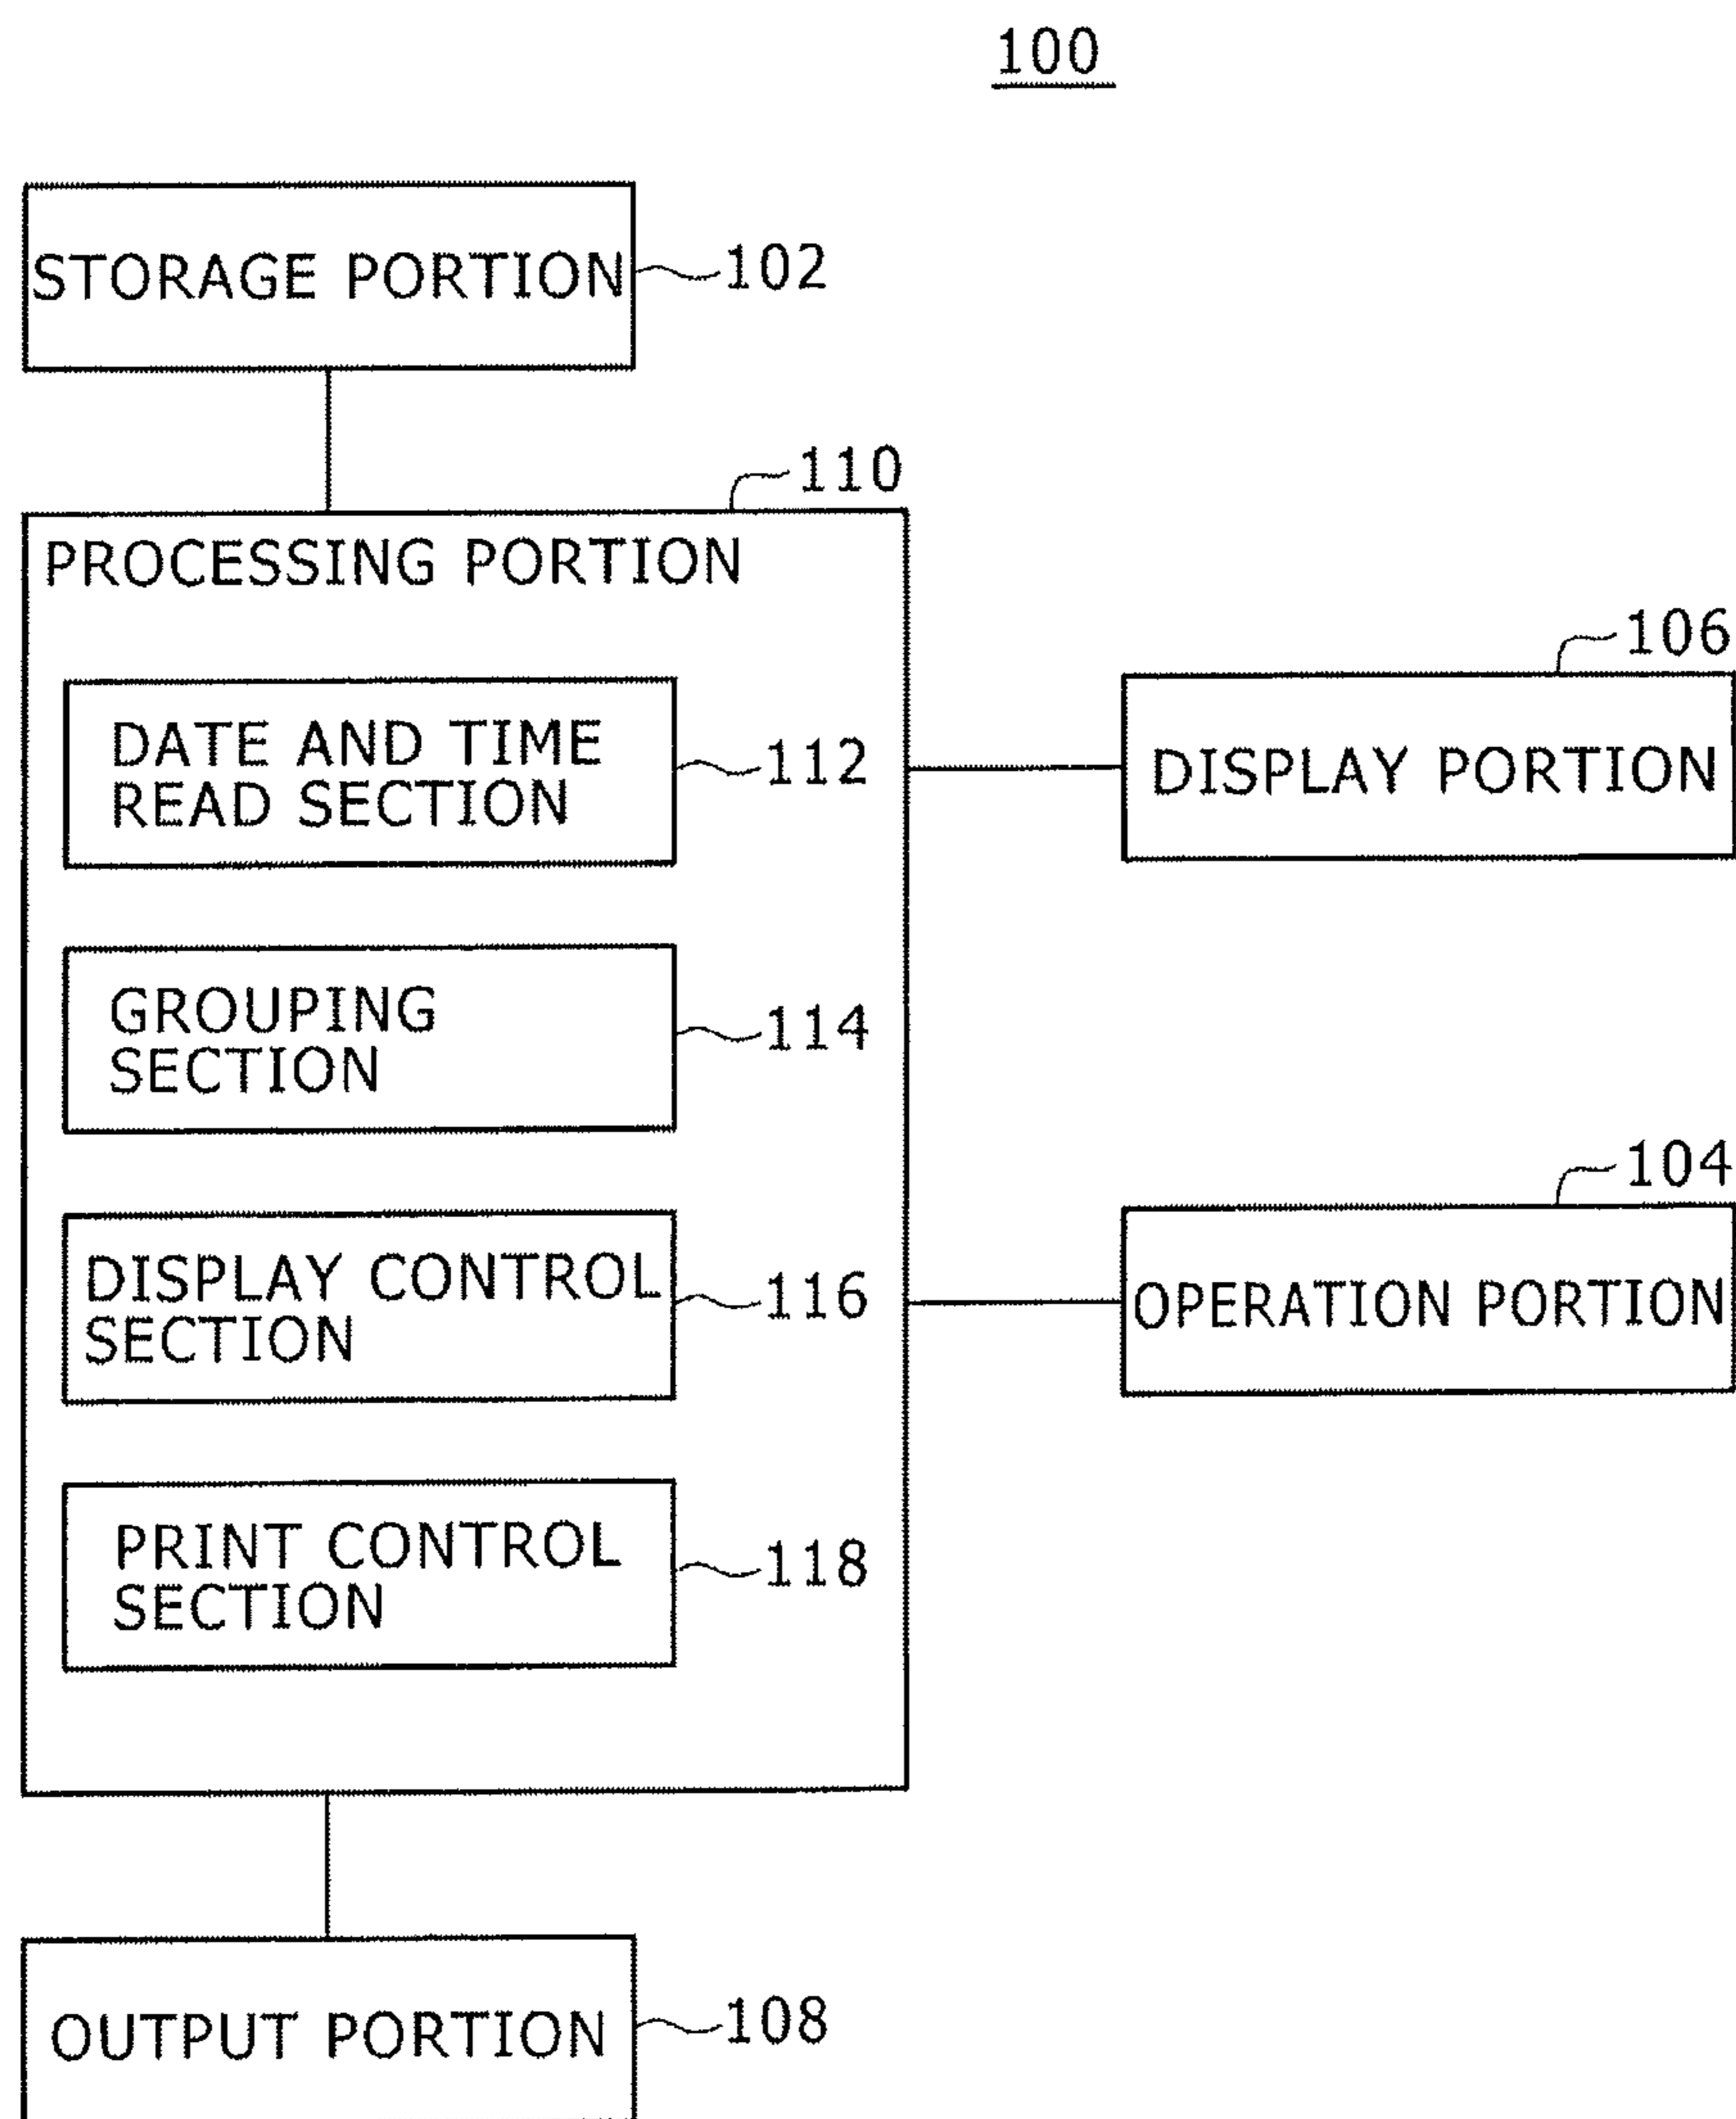 100
STORAGE PORTION
102
110
PROCESSING PORTION
DATE AND TIME
READ SECTION
112
GROUPING
SECTION
114
DISPLAY CONTROL
SECTION
116
PRINT CONTROL
SECTION
118
106
DISPLAY PORTION
104
OPERATION PORTION
OUTPUT PORTION
108